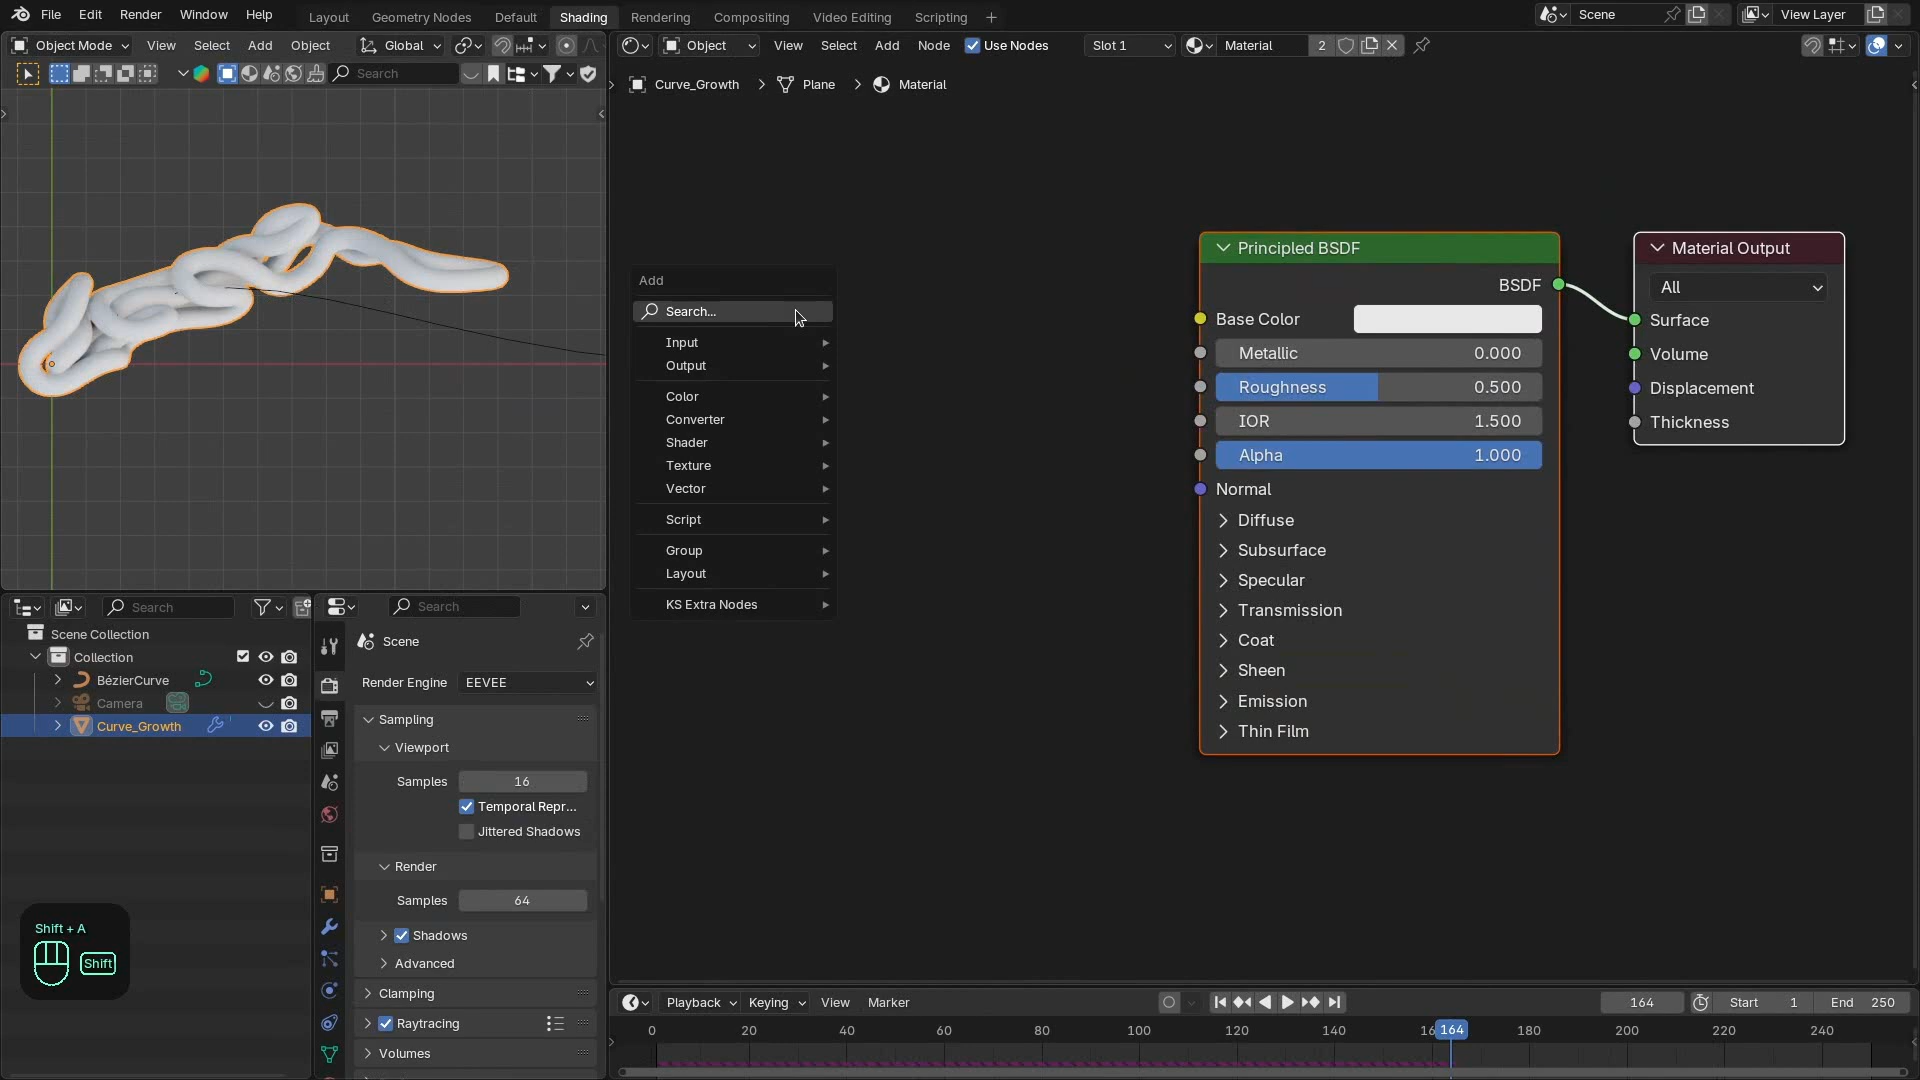 File Edit Render Window Help Layout Geometry Nodes Default Shading Rendering Compositing Video Editing Scripting + Scene View Layer
Object Mode View Select Add Object Global
Object View Select Add Node Use Nodes Slot 1 Material 2
Search
Curve_Growth > Plane > Material
Add
Search...
Input
Output
Color
Converter
Shader
Texture
Vector
Script
Group
Layout
KS Extra Nodes
Principled BSDF
BSDF
Base Color
Metallic 0.000
Roughness 0.500
IOR 1.500
Alpha 1.000
Normal
Diffuse
Subsurface
Specular
Transmission
Coat
Sheen
Emission
Thin Film
Material Output
All
Surface
Volume
Displacement
Thickness
Search
Scene Collection
Collection
BézierCurve
Camera
Curve_Growth
Shift + A
Shift
Search
Scene
Render Engine EEVEE
Sampling
Viewport
Samples 16
Temporal Repr...
Jittered Shadows
Render
Samples 64
Shadows
Advanced
Clamping
Raytracing
Volumes
Playback Keying View Marker 164 Start 1 End 250
0 20 40 60 80 100 120 140 16 164 180 200 220 240